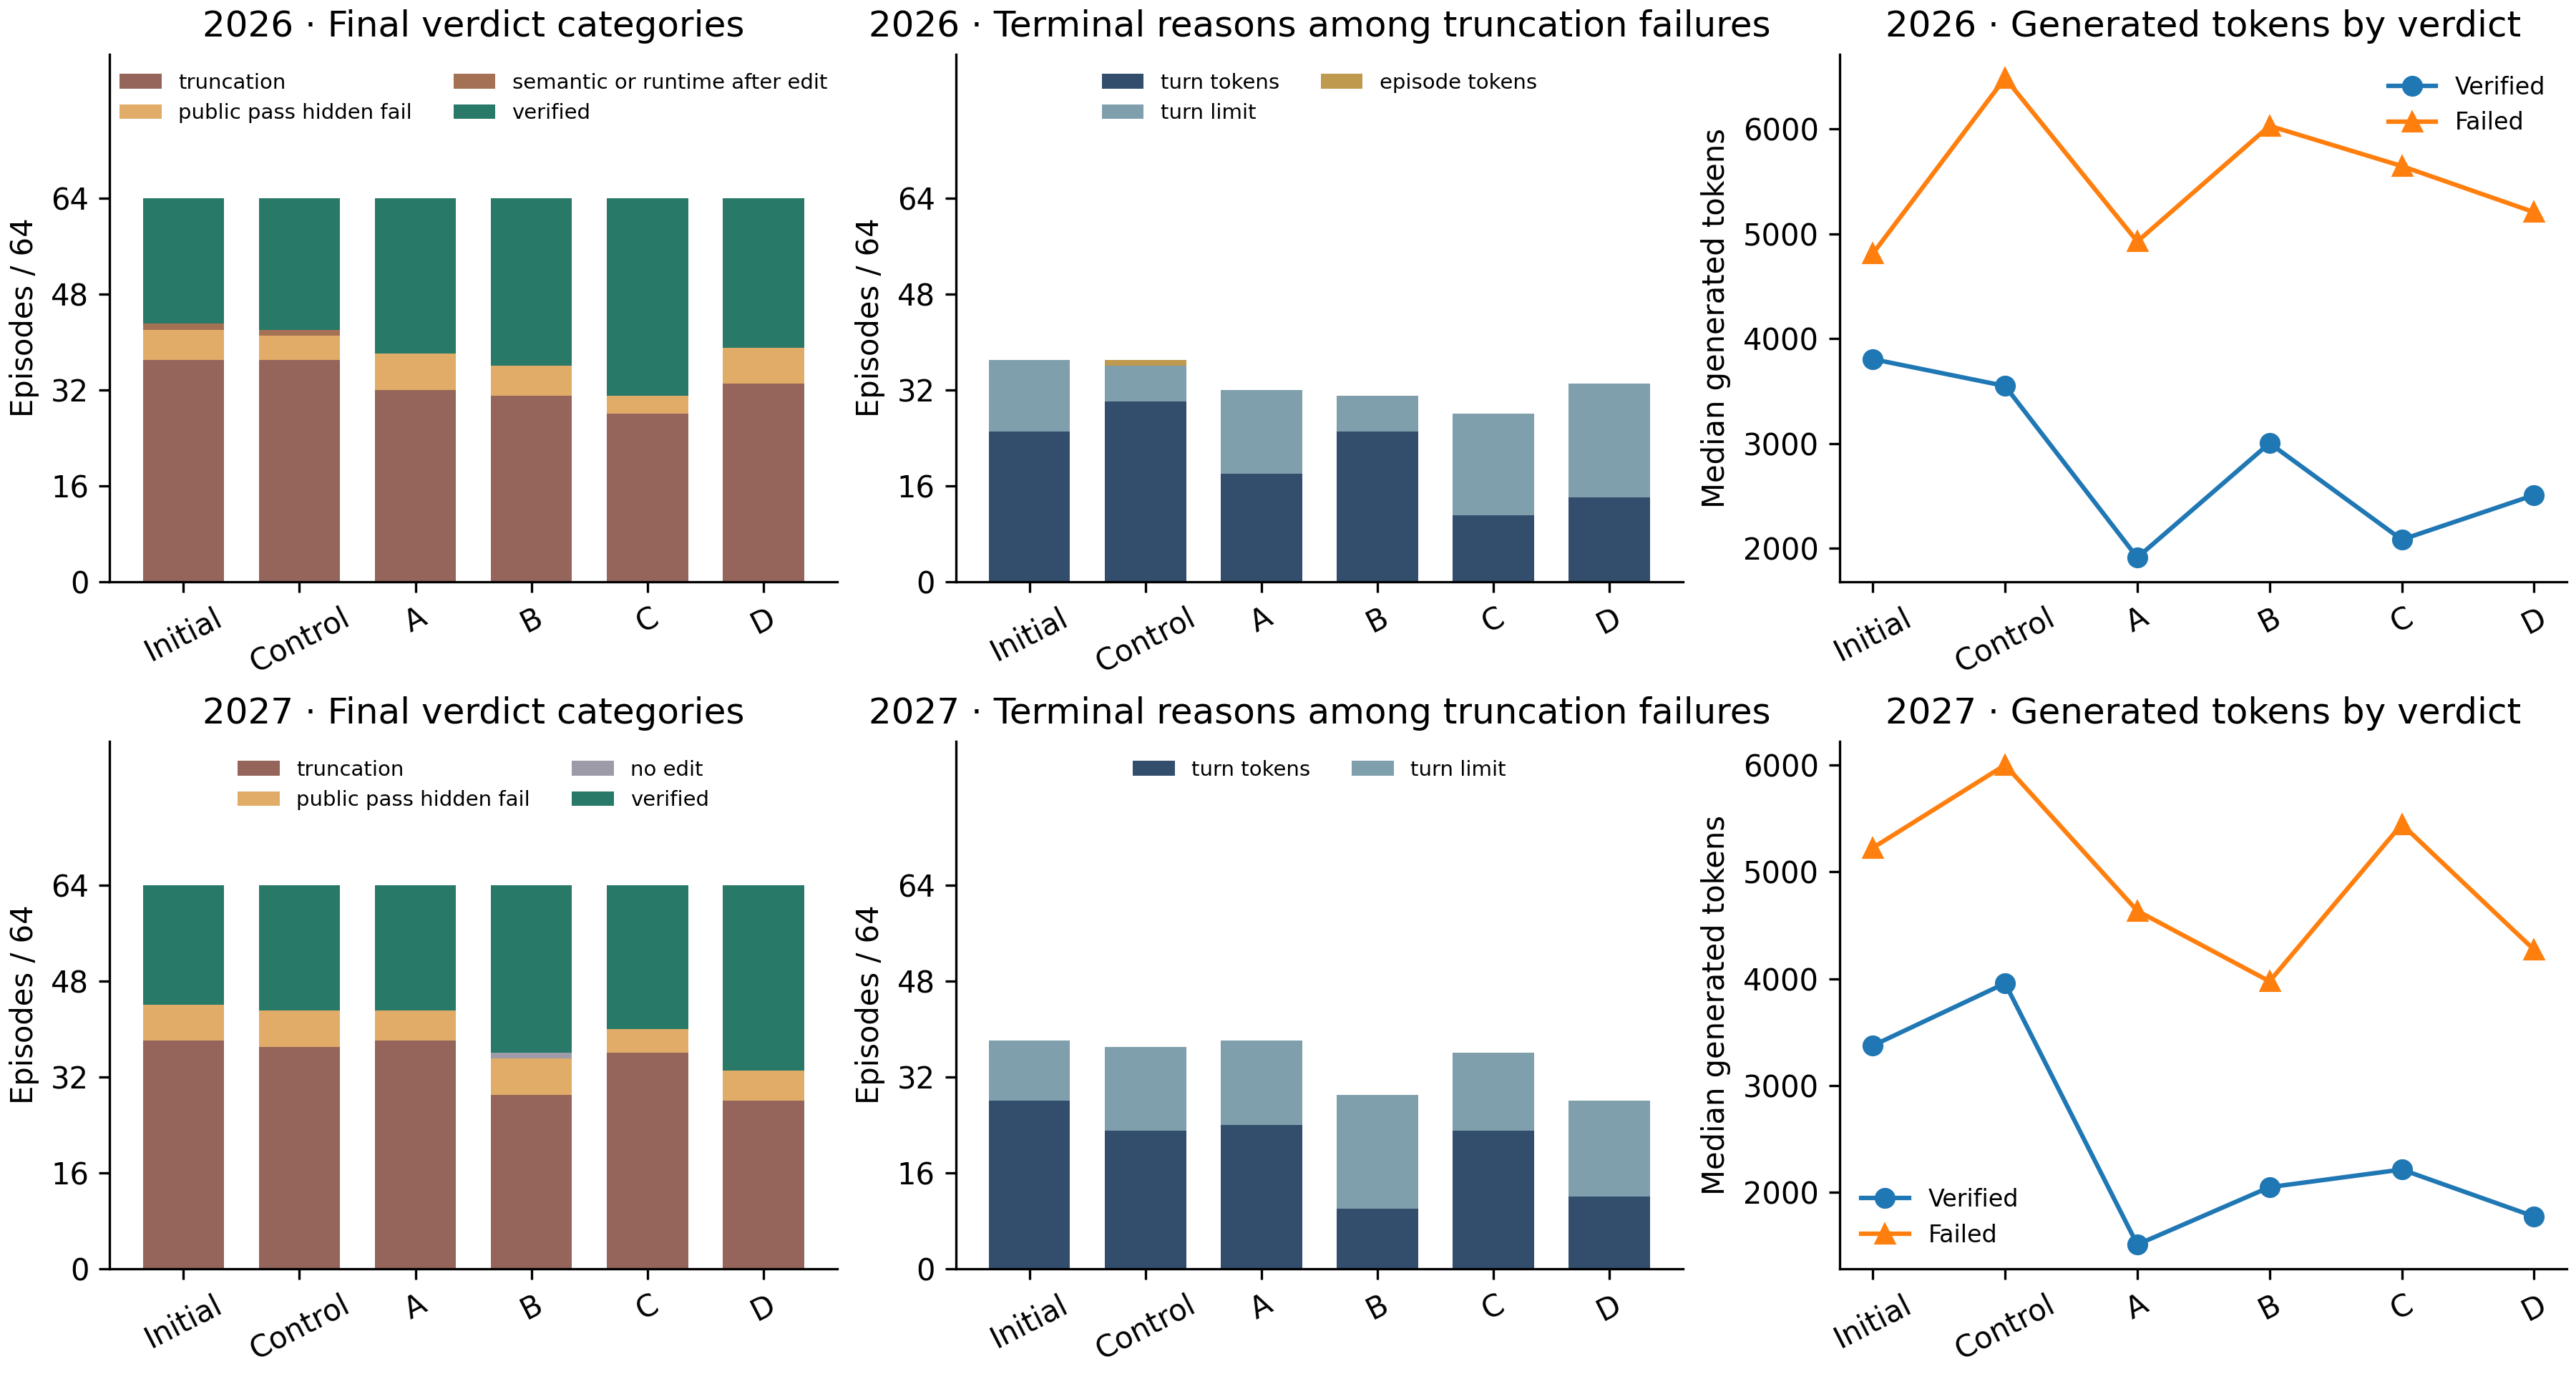 2026 · Final verdict categories
truncation
public pass hidden fail
semantic or runtime after edit
verified
Episodes / 64
64
48
32
16
0
Initial
Control
A
B
C
D
2026 · Terminal reasons among truncation failures
turn tokens
turn limit
episode tokens
Episodes / 64
64
48
32
16
0
Initial
Control
A
B
C
D
2026 · Generated tokens by verdict
Verified
Failed
Median generated tokens
6000
5000
4000
3000
2000
Initial
Control
A
B
C
D
2027 · Final verdict categories
truncation
public pass hidden fail
no edit
verified
Episodes / 64
64
48
32
16
0
Initial
Control
A
B
C
D
2027 · Terminal reasons among truncation failures
turn tokens
turn limit
Episodes / 64
64
48
32
16
0
Initial
Control
A
B
C
D
2027 · Generated tokens by verdict
Median generated tokens
6000
5000
4000
3000
2000
Verified
Failed
Initial
Control
A
B
C
D